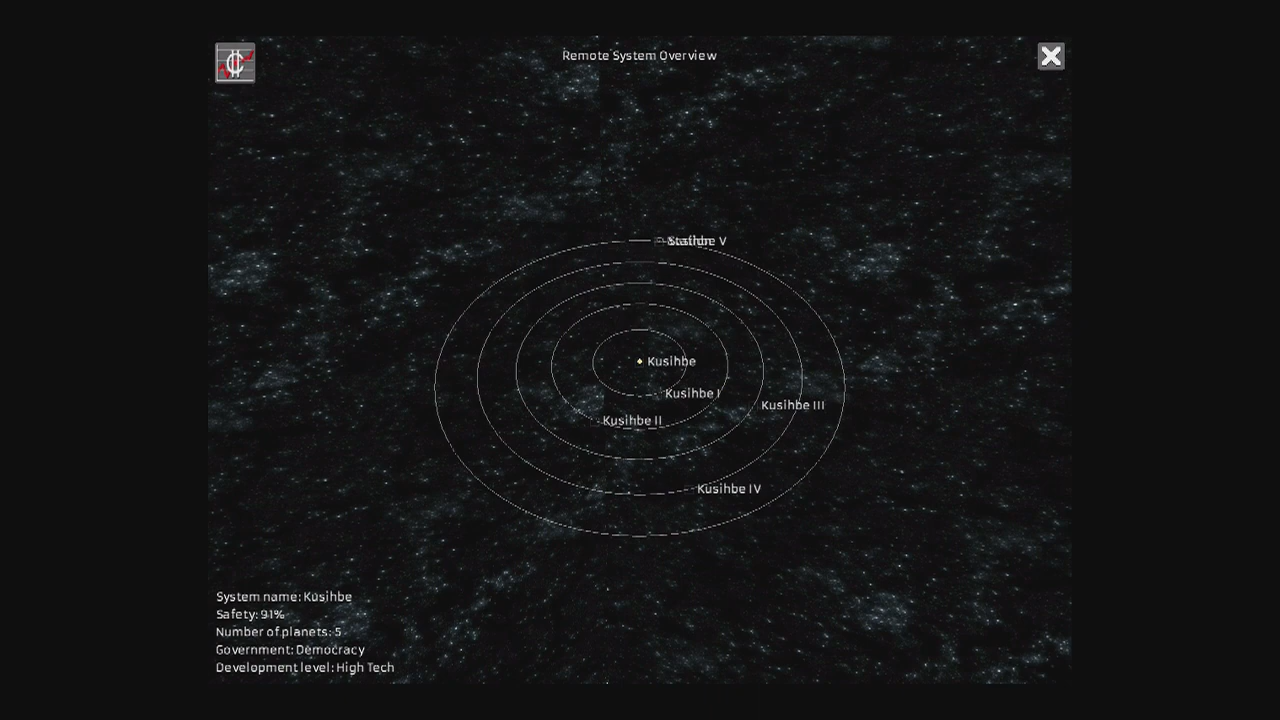 Remote System Overview
Kusihbe V
Station
Kusihbe
Kusihbe I
Kusihbe III
Kusihbe II
Kusihbe IV
System name: Kusihbe
Safety: 91%
Number of planets: 5
Government: Democracy
Development level: High Tech